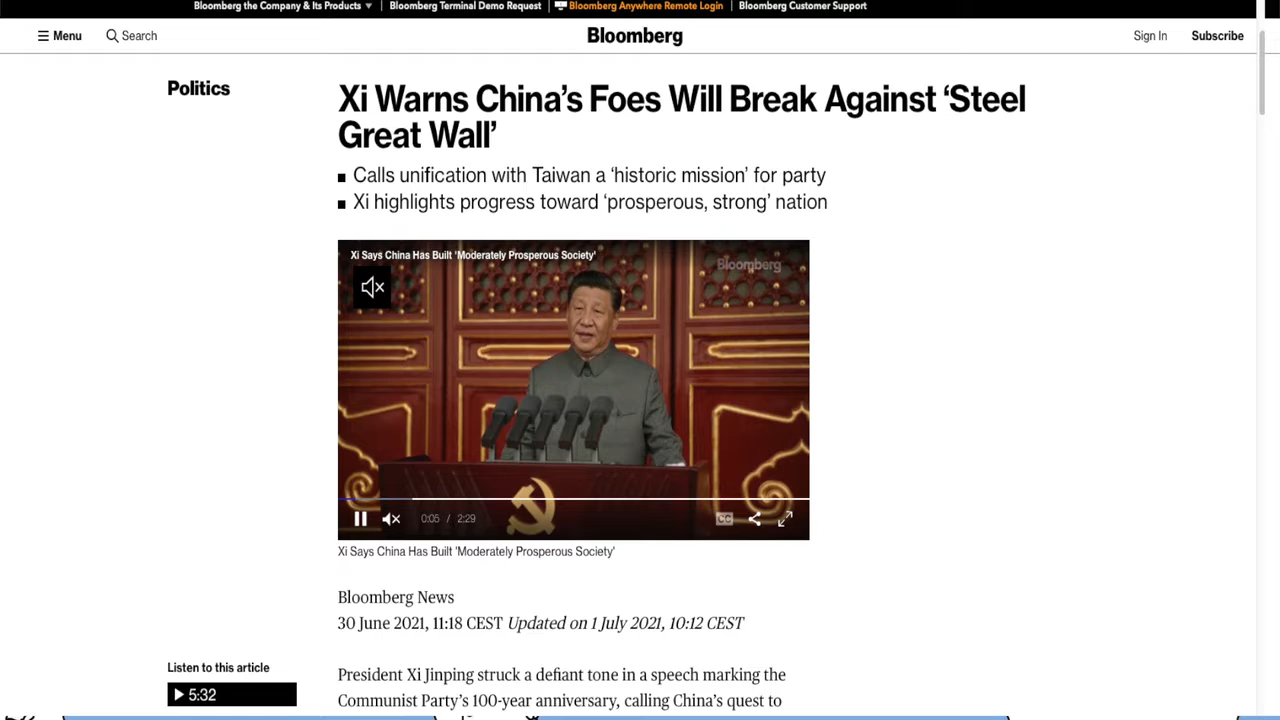 Bloomberg the Company & Its Products
Bloomberg Terminal Demo Request
Bloomberg Anywhere Remote Login
Bloomberg Customer Support
Menu
Search
Bloomberg
Sign In
Subscribe
Politics
Xi Warns China's Foes Will Break Against ‘Steel
Great Wall’
Calls unification with Taiwan a ‘historic mission’ for party
Xi highlights progress toward ‘prosperous, strong’ nation
Xi Says China Has Built 'Moderately Prosperous Society'
Bloomberg
0:05 / 2:29
CC
Xi Says China Has Built 'Moderately Prosperous Society'
Bloomberg News
30 June 2021, 11:18 CEST Updated on 1 July 2021, 10:12 CEST
Listen to this article
5:32
President Xi Jinping struck a defiant tone in a speech marking the
Communist Party’s 100-year anniversary, calling China’s quest to